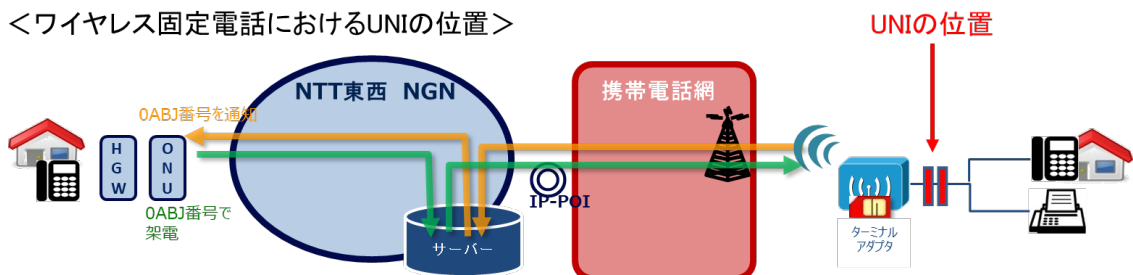 <ワイヤレス固定電話におけるUNIの位置>
UNIの位置
NTT東西 NGN
携帯電話網
0ABJ番号を通知
HGW
ONU
IP-POI
0ABJ番号で
架電
サーバー
ターミナル
アダプタ